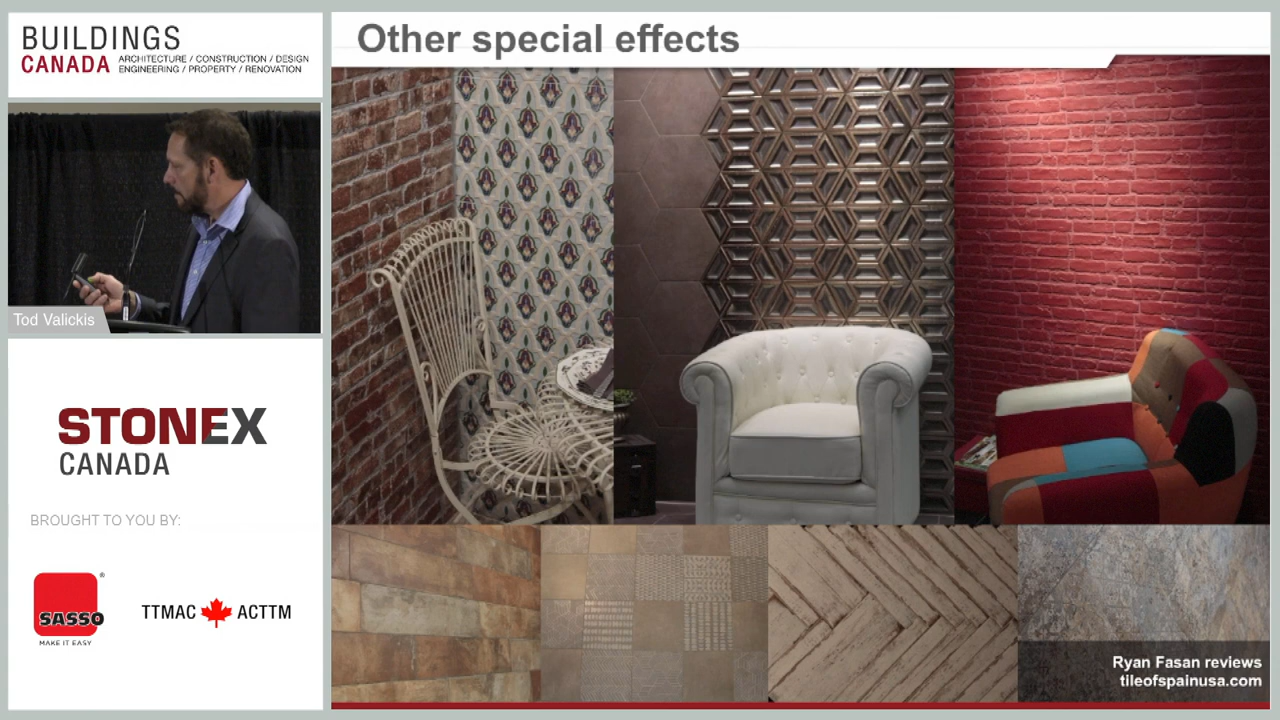 BUILDINGS
CANADA
ARCHITECTURE / CONSTRUCTION / DESIGN
ENGINEERING / PROPERTY / RENOVATION
Other special effects
Tod Valickis
STONEX
CANADA
BROUGHT TO YOU BY:
SASSO ®
MAKE IT EASY
TTMAC ACTTM
Ryan Fasan reviews
tileofspainusa.com